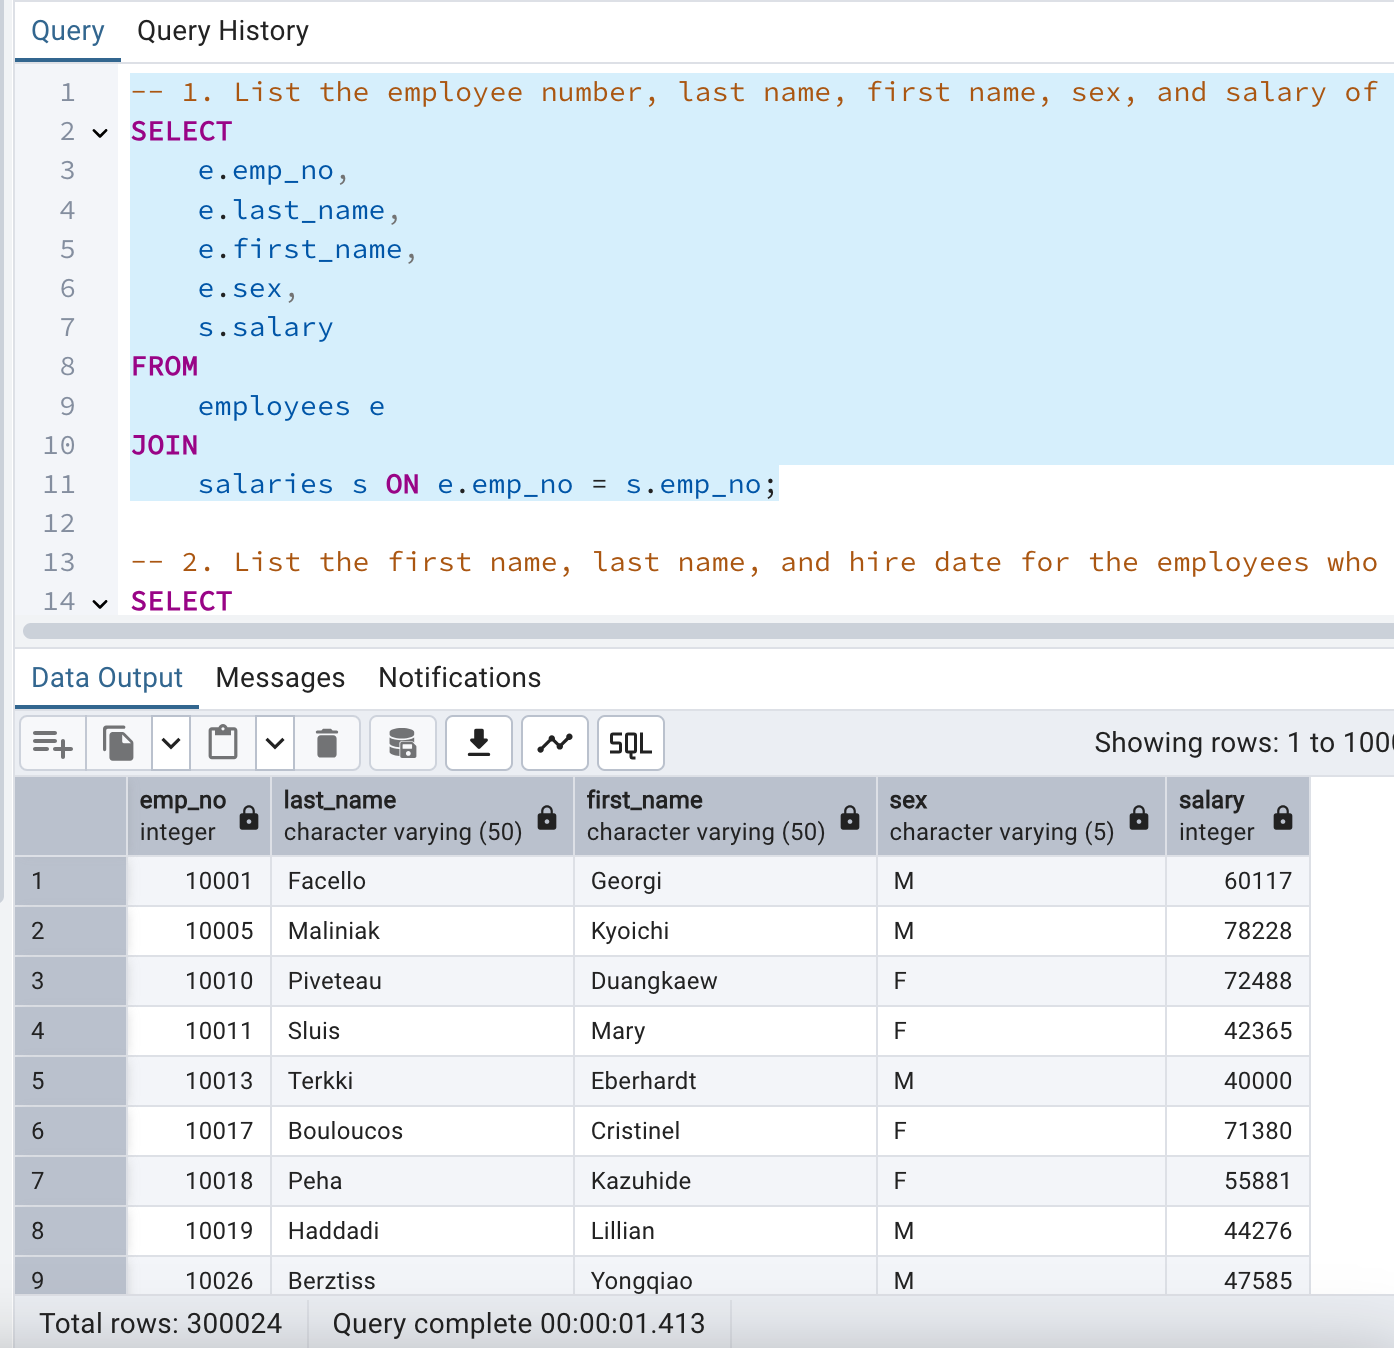 Query Query History
1 -- 1. List the employee number, last name, first name, sex, and salary of
2 SELECT
3 e.emp_no,
4 e.last_name,
5 e.first_name,
6 e.sex,
7 s.salary
8 FROM
9 employees e
10 JOIN
11 salaries s ON e.emp_no = s.emp_no;
12
13 -- 2. List the first name, last name, and hire date for the employees who
14 SELECT
Data Output Messages Notifications
SQL Showing rows: 1 to 1000
emp_no last_name first_name sex salary
integer character varying (50) character varying (50) character varying (5) integer
1 10001 Facello Georgi M 60117
2 10005 Maliniak Kyoichi M 78228
3 10010 Piveteau Duangkaew F 72488
4 10011 Sluis Mary F 42365
5 10013 Terkki Eberhardt M 40000
6 10017 Bouloucos Cristinel F 71380
7 10018 Peha Kazuhide F 55881
8 10019 Haddadi Lillian M 44276
9 10026 Berztiss Yongqiao M 47585
Total rows: 300024 Query complete 00:00:01.413